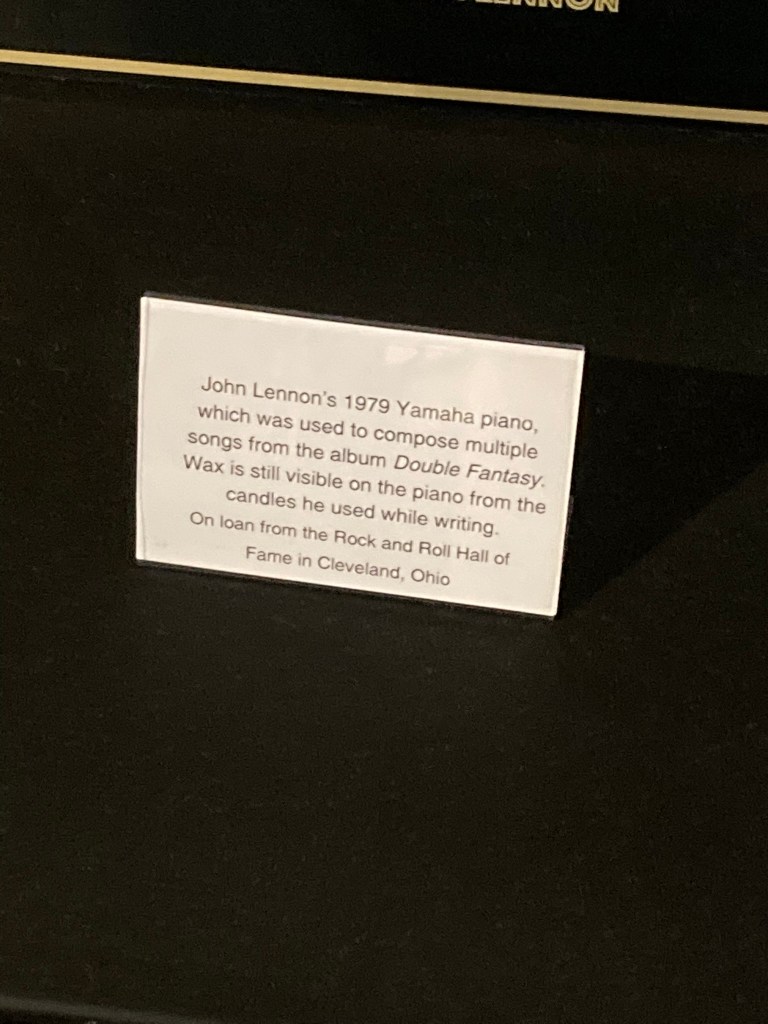 LENNON
John Lennon's 1979 Yamaha piano,
which was used to compose multiple
songs from the album Double Fantasy.
Wax is still visible on the piano from the
candles he used while writing.
On loan from the Rock and Roll Hall of
Fame in Cleveland, Ohio